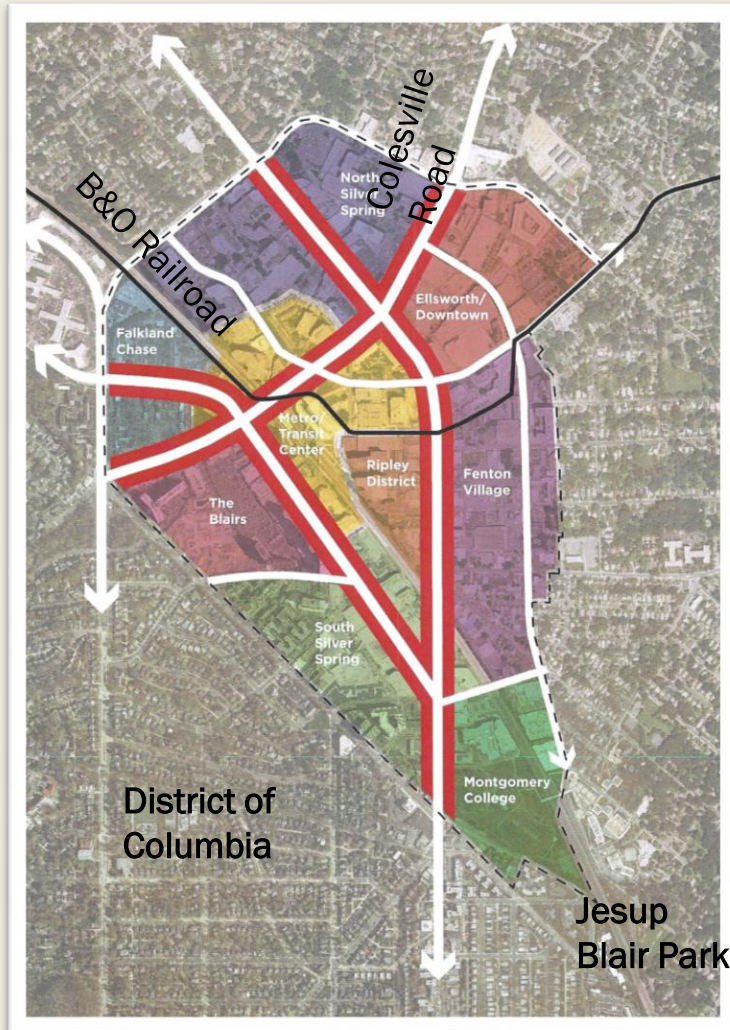 Colesville
Road
North
Silver
Spring
B&O Railroad
Ellsworth/
Downtown
Falkland
Chase
Metro/
Transit
Center
Ripley
District
Fenton
Village
The
Blairs
South
Silver
Spring
Montgomery
College
District of
Columbia
Jesup
Blair Park